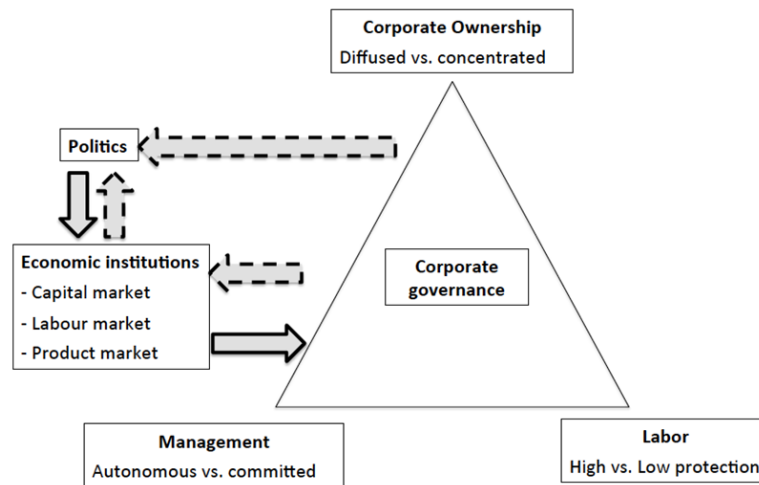 Corporate Ownership
Diffused vs. concentrated
Politics
Economic institutions
- Capital market
- Labour market
- Product market
Corporate
governance
Management
Autonomous vs. committed
Labor
High vs. Low protection